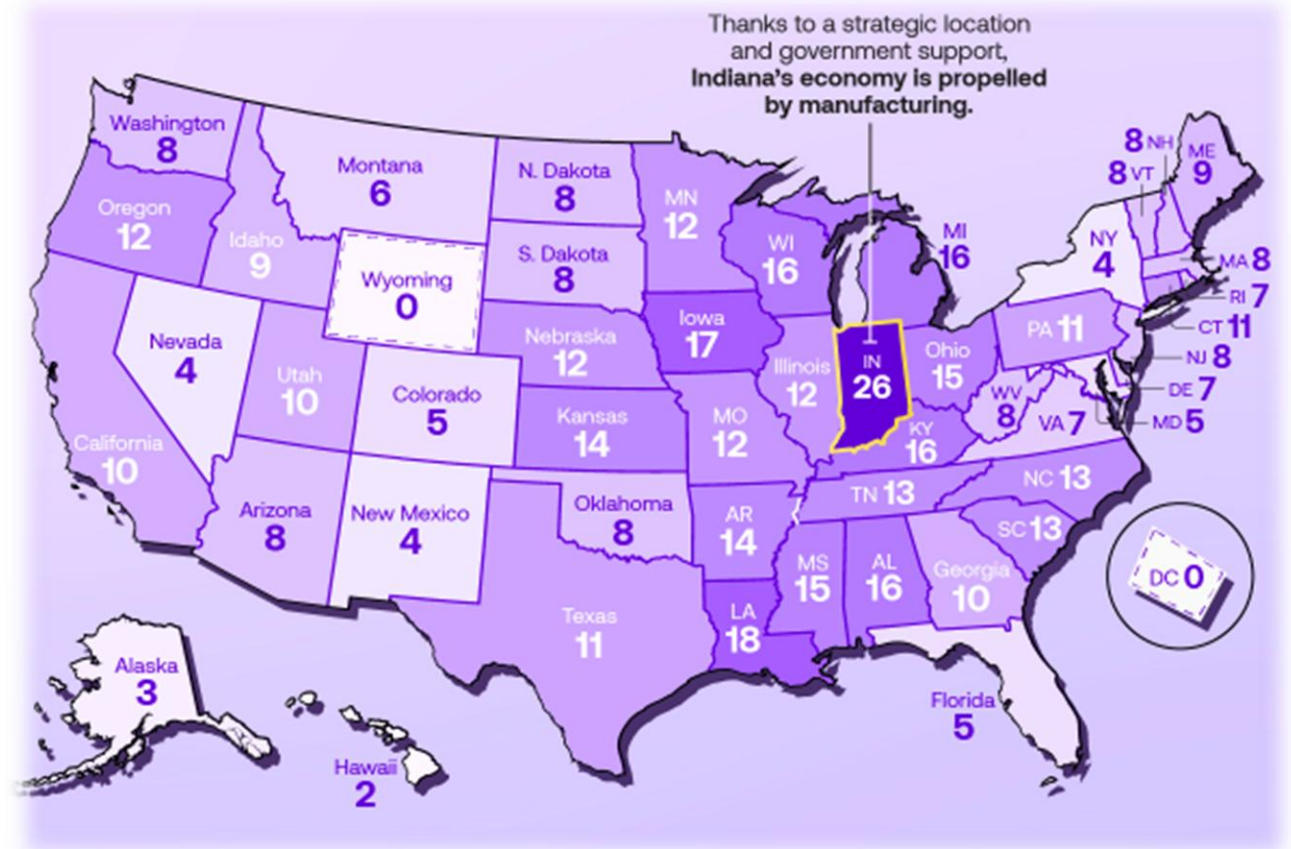 Thanks to a strategic location
and government support,
Indiana's economy is propelled
by manufacturing.
Washington
8
Oregon
12
California
10
Nevada
4
Idaho
9
Montana
6
Wyoming
0
Utah
10
Colorado
5
Arizona
8
New Mexico
4
N. Dakota
8
S. Dakota
8
Nebraska
12
Kansas
14
Oklahoma
8
Texas
11
MN
12
Iowa
17
MO
12
AR
14
LA
18
WI
16
Illinois
12
MI
16
IN
26
Ohio
15
KY
16
TN 13
MS
15
AL
16
Georgia
10
Florida
5
SC 13
NC 13
VA 7
WV
8
PA 11
NY
4
8 VT
8 NH
ME
9
MA 8
RI 7
CT 11
NJ 8
DE 7
MD 5
DC 0
Alaska
3
Hawaii
2